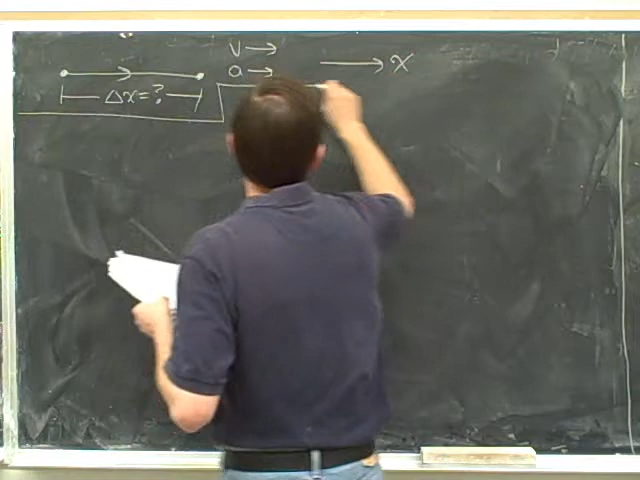 v →
a →
→ x
Δx=?